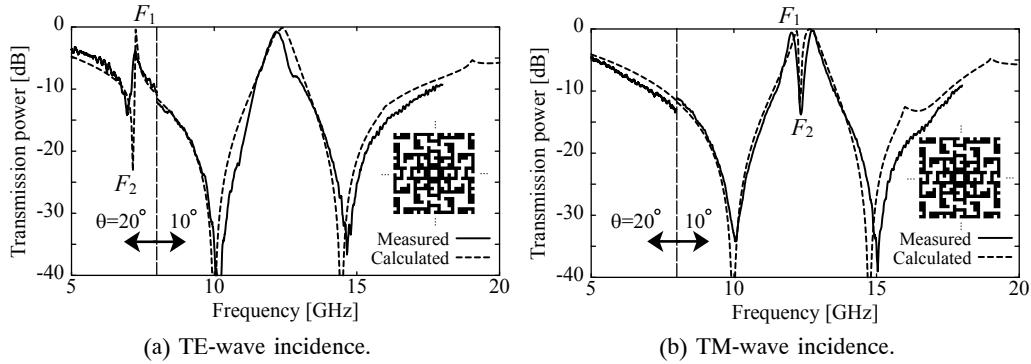 F1
0
-10
-20
-30
-40
Transmission power [dB]
F2
θ=20° 10°
Measured
Calculated
5 10 15 20
Frequency [GHz]
(a) TE-wave incidence.
F1
0
-10
-20
-30
-40
Transmission power [dB]
F2
θ=20° 10°
Measured
Calculated
5 10 15 20
Frequency [GHz]
(b) TM-wave incidence.